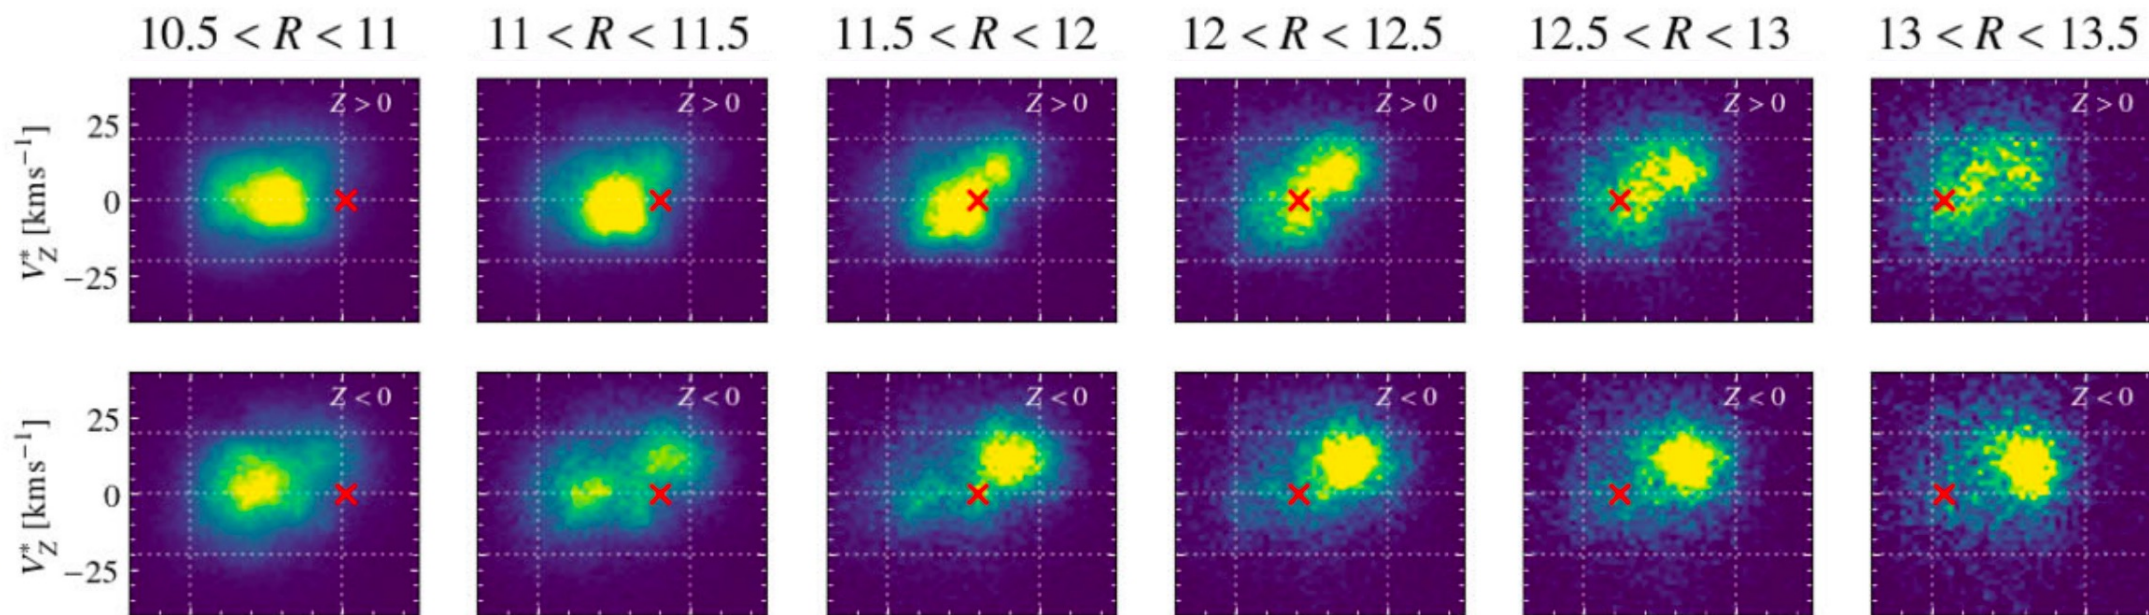 10.5 < R < 11 11 < R < 11.5 11.5 < R < 12 12 < R < 12.5 12.5 < R < 13 13 < R < 13.5
Z > 0 Z > 0 Z > 0 Z > 0 Z > 0 Z > 0
25
0
−25
V*_Z [kms⁻¹]
Z < 0 Z < 0 Z < 0 Z < 0 Z < 0 Z < 0
25
0
−25
V*_Z [kms⁻¹]